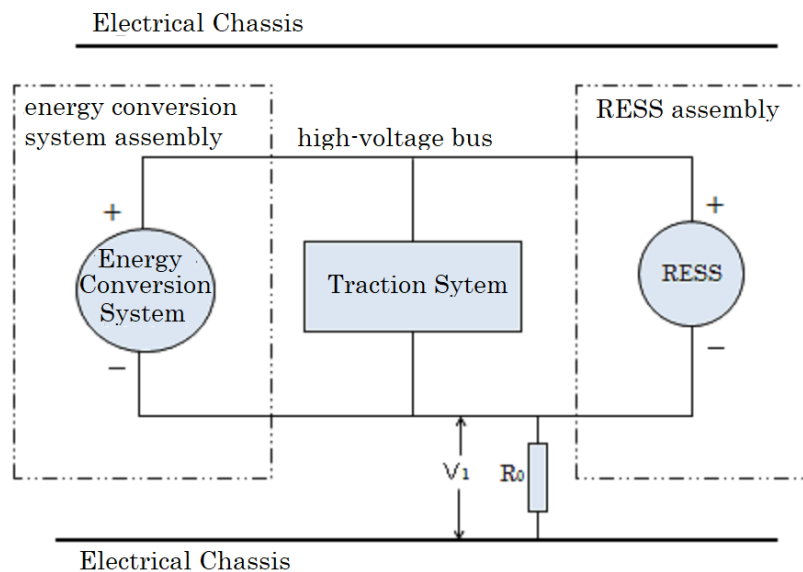 Electrical Chassis
energy conversion
system assembly
RESS assembly
high-voltage bus
+
+
Energy
Conversion
System
Traction Sytem
RESS
−
−
V1
R0
Electrical Chassis